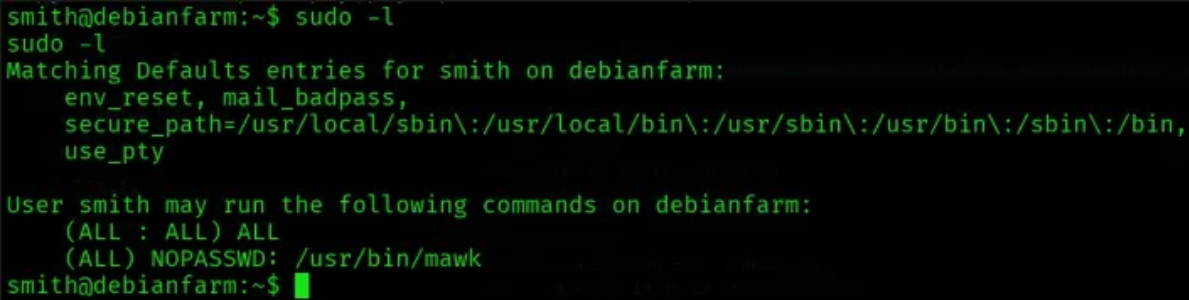 smith@debianfarm:~$ sudo -l
sudo -l
Matching Defaults entries for smith on debianfarm:
    env_reset, mail_badpass,
    secure_path=/usr/local/sbin\:/usr/local/bin\:/usr/sbin\:/usr/bin\:/sbin\:/bin,
    use_pty

User smith may run the following commands on debianfarm:
    (ALL : ALL) ALL
    (ALL) NOPASSWD: /usr/bin/mawk
smith@debianfarm:~$